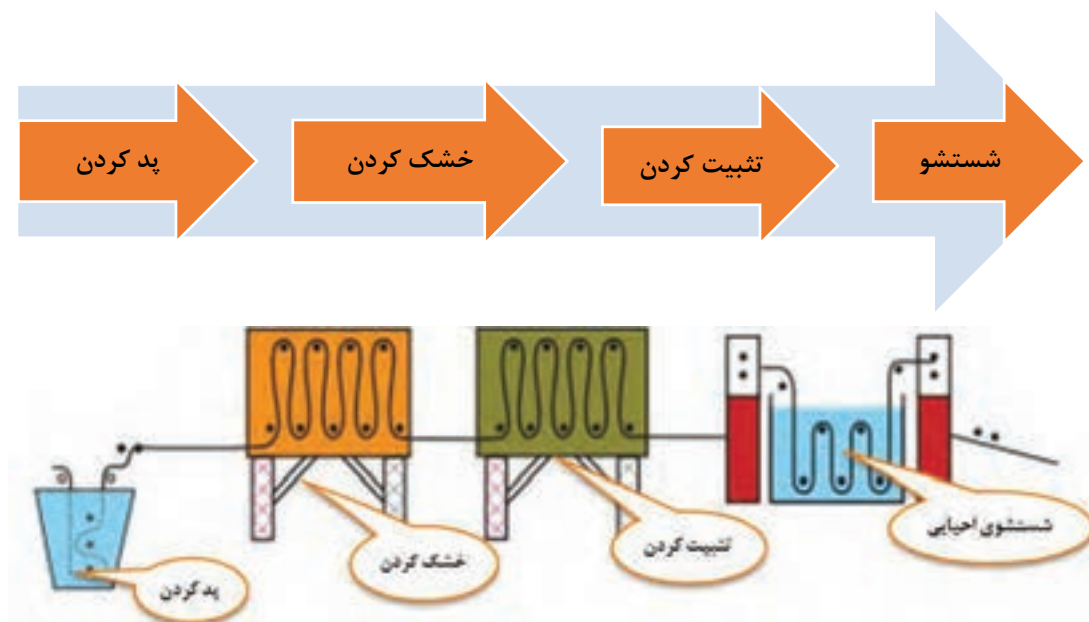 پد کردن
خشک کردن
تثبیت کردن
شستشو
پد کردن
خشک کردن
تثبیت کردن
شستشوی احیایی